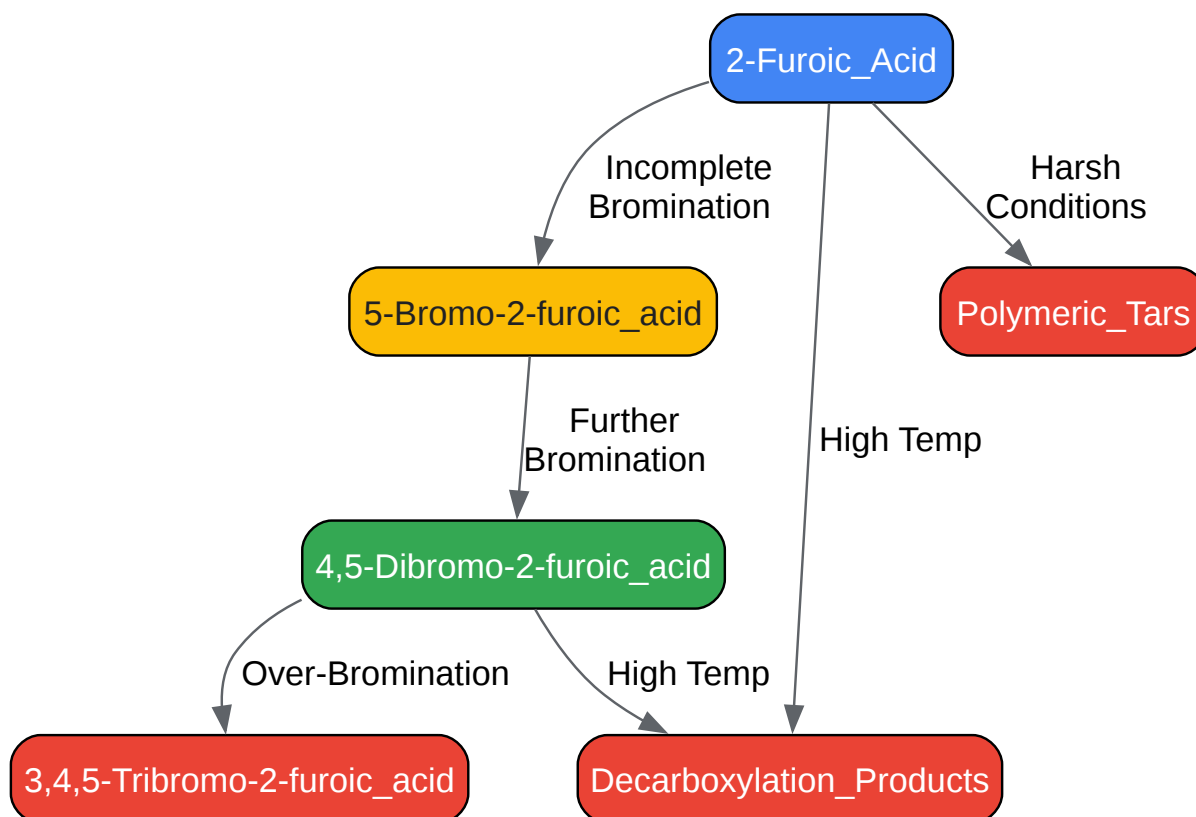 2-Furoic_Acid
Incomplete
Bromination
Harsh
Conditions
5-Bromo-2-furoic_acid
Polymeric_Tars
Further
Bromination
High Temp
4,5-Dibromo-2-furoic_acid
Over-Bromination
High Temp
3,4,5-Tribromo-2-furoic_acid
Decarboxylation_Products